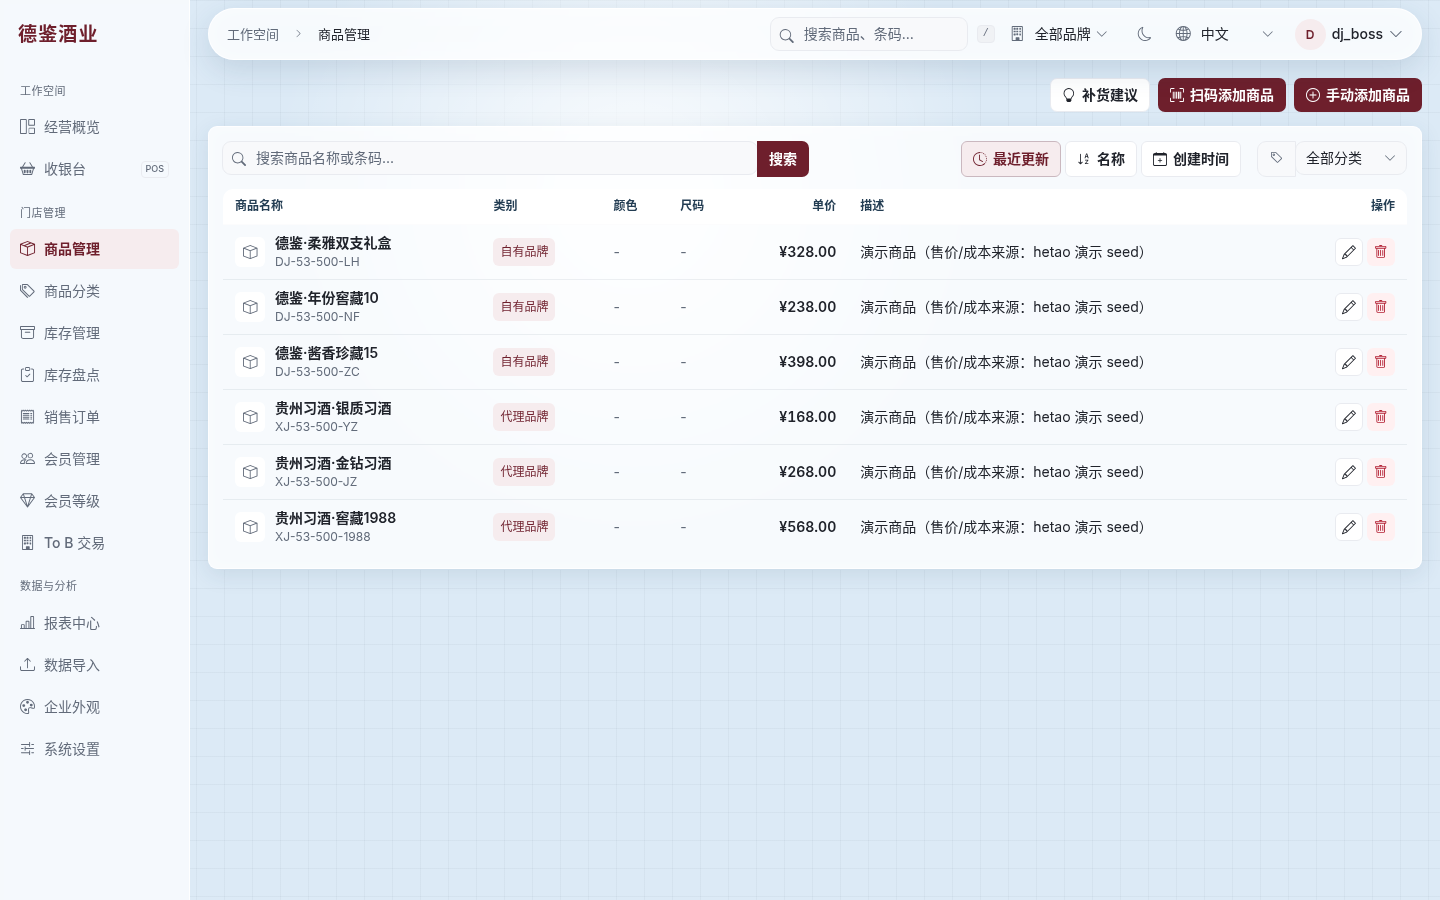 德鉴酒业
工作空间
经营概览
收银台 POS
门店管理
商品管理
商品分类
库存管理
库存盘点
销售订单
会员管理
会员等级
To B 交易
数据与分析
报表中心
数据导入
企业外观
系统设置
工作空间 商品管理 搜索商品、条码... / 全部品牌 中文 D dj_boss
补货建议 扫码添加商品 手动添加商品
搜索商品名称或条码... 搜索 最近更新 名称 创建时间 全部分类
商品名称 类别 颜色 尺码 单价 描述 操作
德鉴·柔雅双支礼盒
DJ-53-500-LH
自有品牌 - - ¥328.00 演示商品（售价/成本来源：hetao 演示 seed）
德鉴·年份窖藏10
DJ-53-500-NF
自有品牌 - - ¥238.00 演示商品（售价/成本来源：hetao 演示 seed）
德鉴·酱香珍藏15
DJ-53-500-ZC
自有品牌 - - ¥398.00 演示商品（售价/成本来源：hetao 演示 seed）
贵州习酒·银质习酒
XJ-53-500-YZ
代理品牌 - - ¥168.00 演示商品（售价/成本来源：hetao 演示 seed）
贵州习酒·金钻习酒
XJ-53-500-JZ
代理品牌 - - ¥268.00 演示商品（售价/成本来源：hetao 演示 seed）
贵州习酒·窖藏1988
XJ-53-500-1988
代理品牌 - - ¥568.00 演示商品（售价/成本来源：hetao 演示 seed）